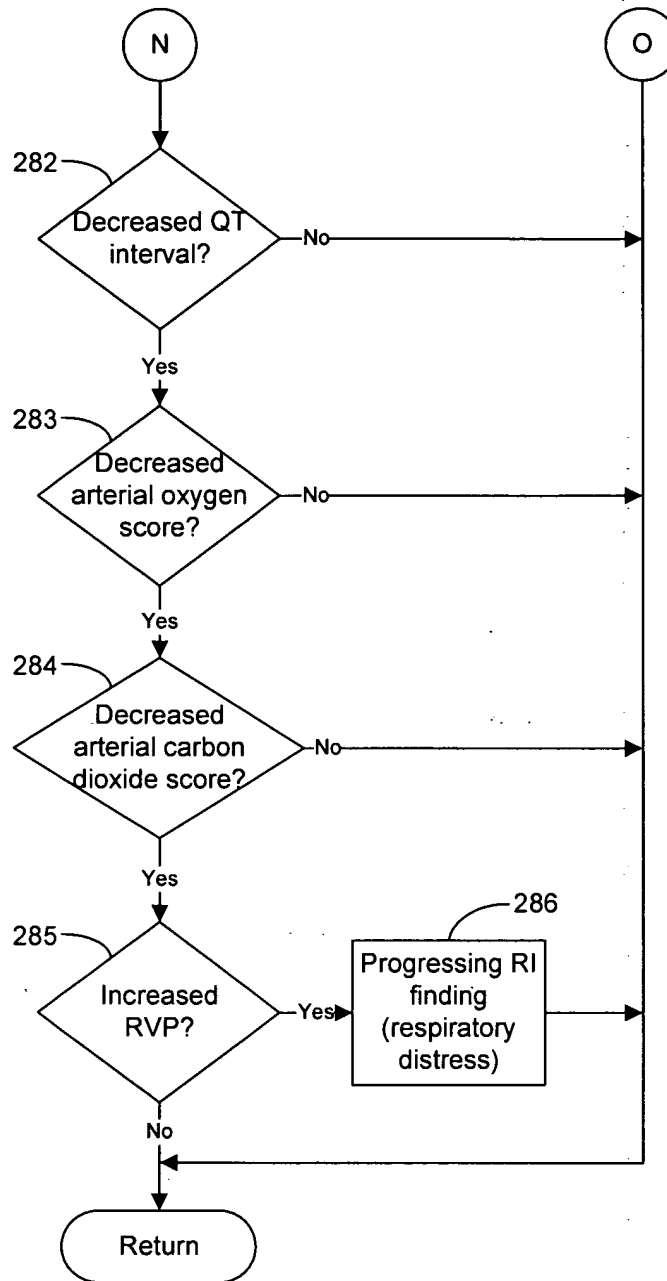 N
O
282
Decreased QT
interval?
No
Yes
283
Decreased
arterial oxygen
score?
No
Yes
284
Decreased
arterial carbon
dioxide score?
No
Yes
285
Increased
RVP?
Yes
286
Progressing RI
finding
(respiratory
distress)
No
Return